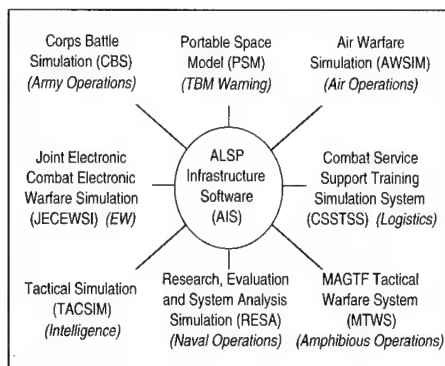 Corps Battle
Simulation (CBS)
(Army Operations)
Portable Space
Model (PSM)
(TBM Warning)
Air Warfare
Simulation (AWSIM)
(Air Operations)
Joint Electronic
Combat Electronic
Warfare Simulation
(JECEWSI) (EW)
ALSP
Infrastructure
Software
(AIS)
Combat Service
Support Training
Simulation System
(CSSTSS) (Logistics)
Tactical Simulation
(TACSIM)
(Intelligence)
Research, Evaluation
and System Analysis
Simulation (RESA)
(Naval Operations)
MAGTF Tactical
Warfare System
(MTWS)
(Amphibious Operations)